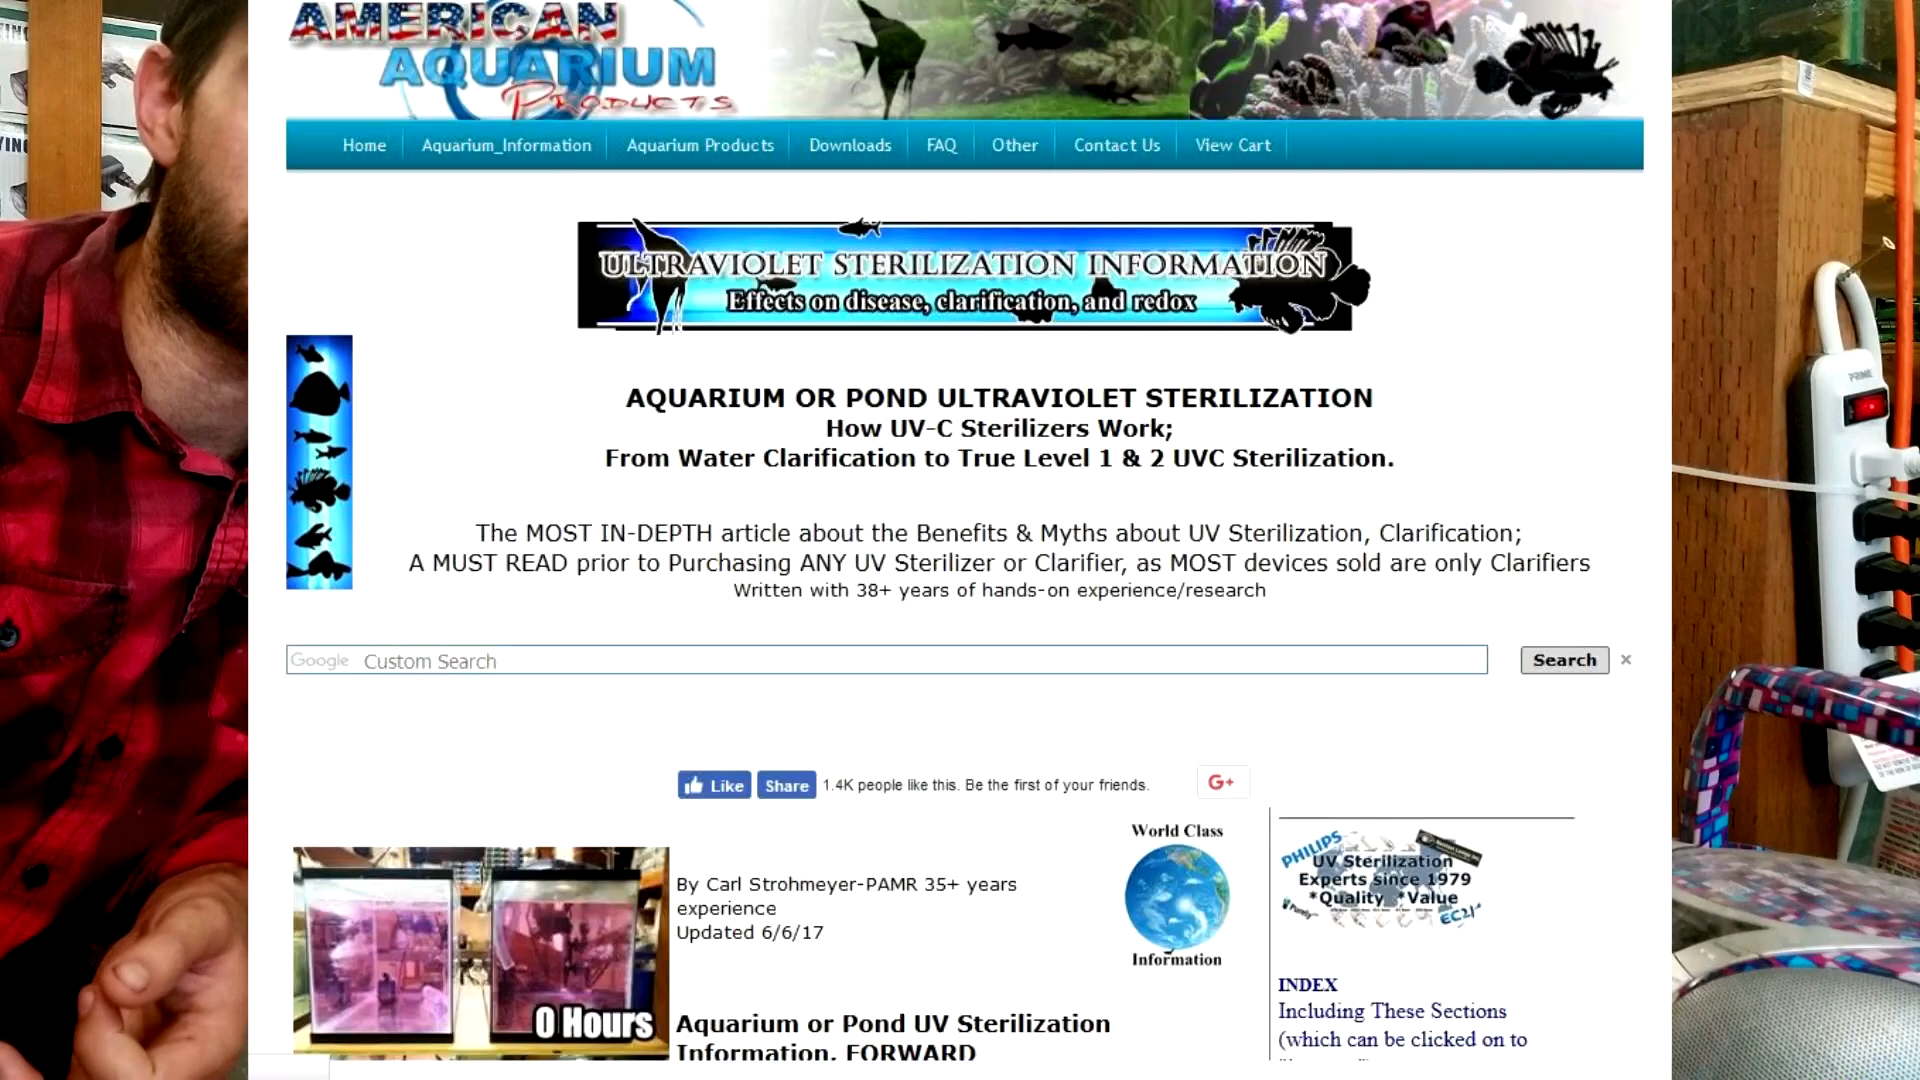 AMERICAN
AQUARIUM
PRODUCTS
Home Aquarium_Information Aquarium Products Downloads FAQ Other Contact Us View Cart
ULTRAVIOLET STERILIZATION INFORMATION
Effects on disease, clarification, and redox
AQUARIUM OR POND ULTRAVIOLET STERILIZATION
How UV-C Sterilizers Work;
From Water Clarification to True Level 1 & 2 UVC Sterilization.
The MOST IN-DEPTH article about the Benefits & Myths about UV Sterilization, Clarification;
A MUST READ prior to Purchasing ANY UV Sterilizer or Clarifier, as MOST devices sold are only Clarifiers
Written with 38+ years of hands-on experience/research
Google Custom Search
Search ×
Like Share 1.4K people like this. Be the first of your friends.
G+
World Class
Information
By Carl Strohmeyer-PAMR 35+ years
experience
Updated 6/6/17
0 Hours
Aquarium or Pond UV Sterilization
Information, FORWARD
PHILIPS
UV Sterilization
Experts since 1979
*Quality *Value
INDEX
Including These Sections
(which can be clicked on to
PRIME